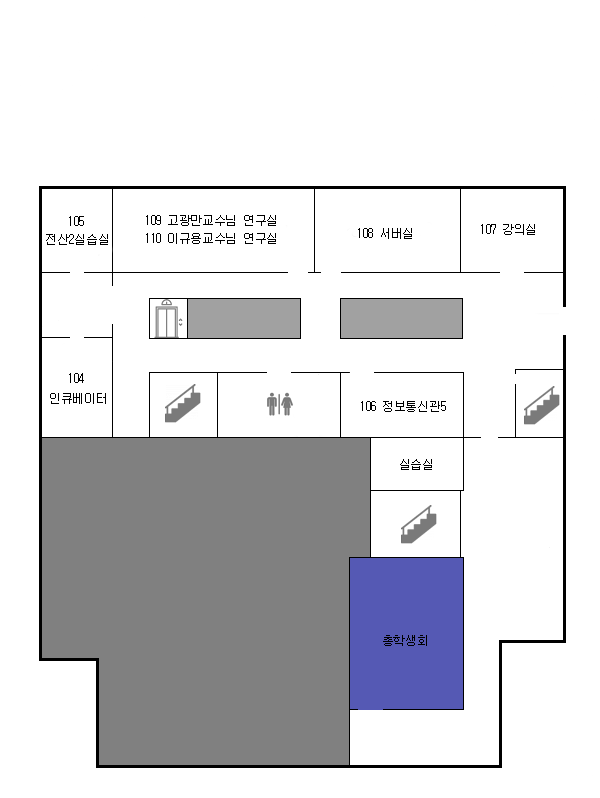 105
전산2실습실
109 고광만교수님 연구실
110 이규용교수님 연구실
108 서버실
107 강의실
104
인큐베이터
106 정보통신관5
실습실
총학생회